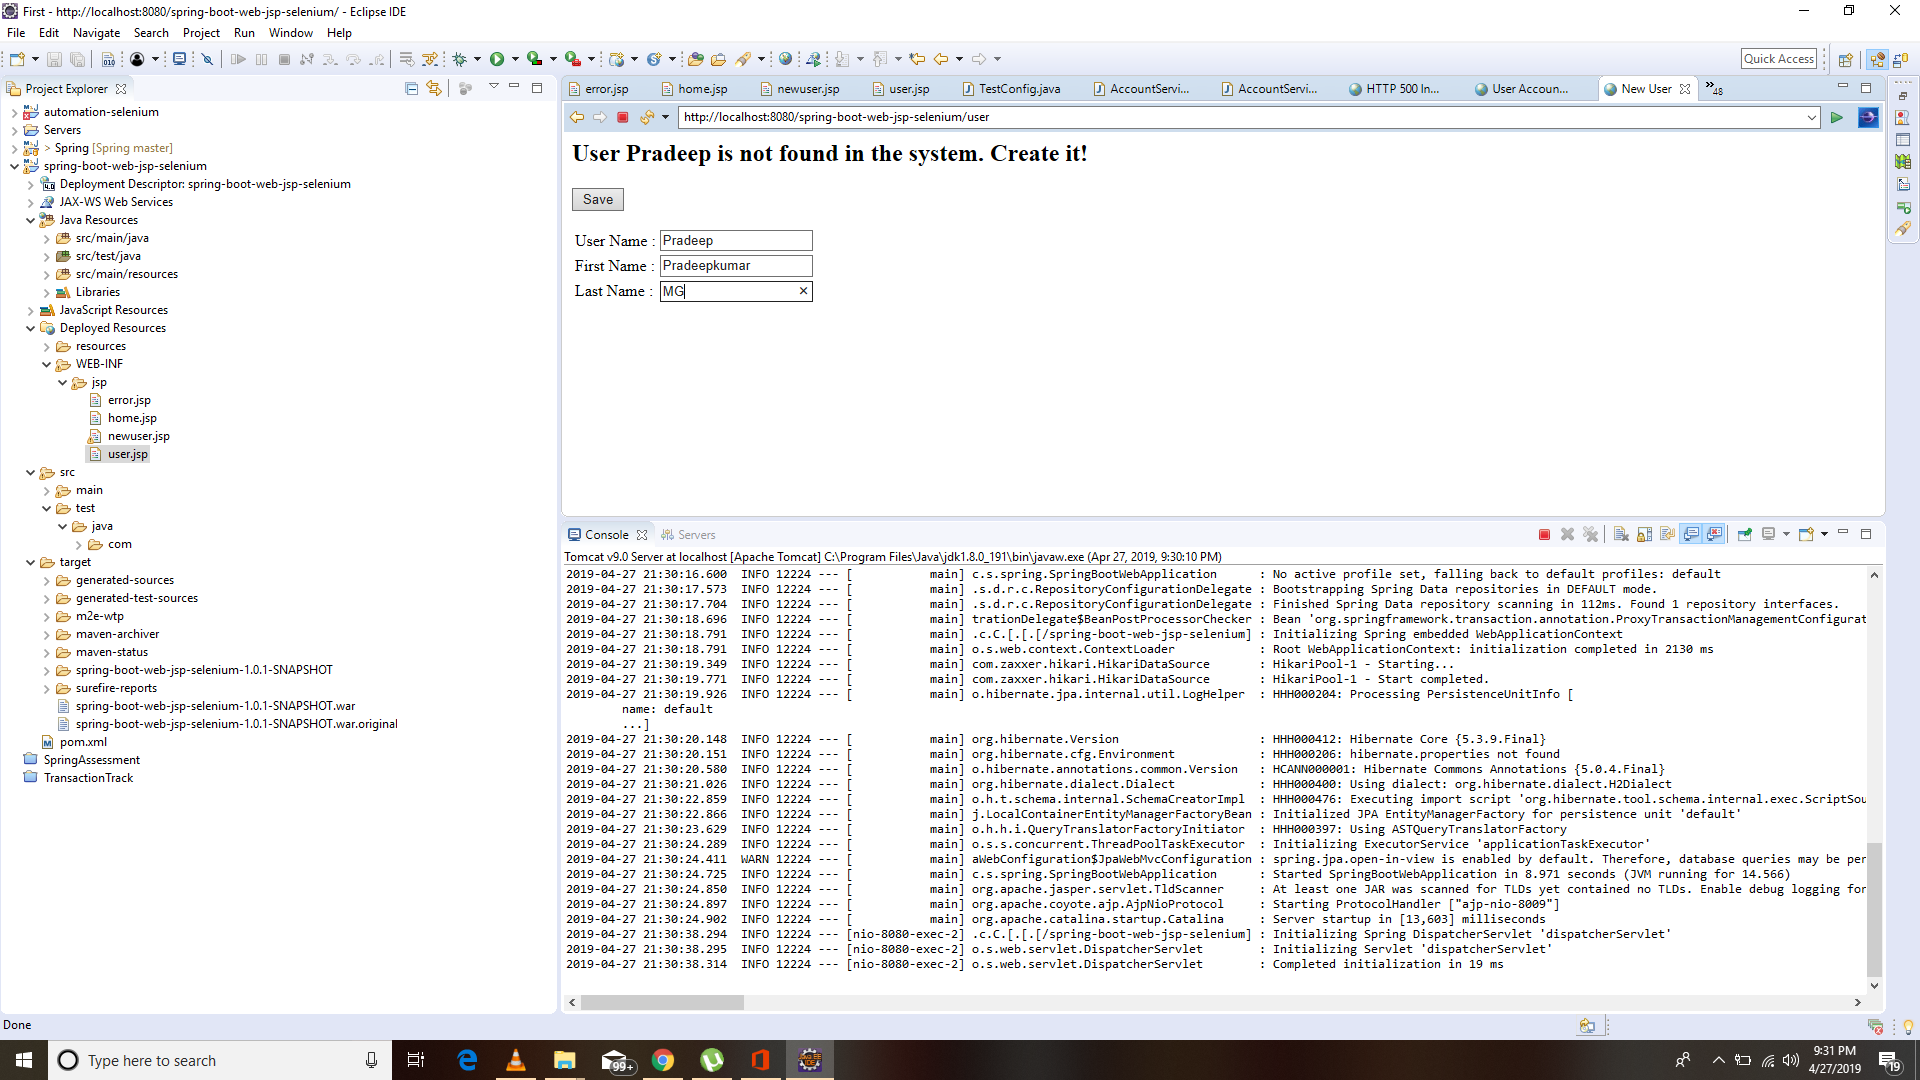 First - http://localhost:8080/spring-boot-web-jsp-selenium/ - Eclipse IDE
File Edit Navigate Search Project Run Window Help
Quick Access
Project Explorer
automation-selenium
Servers
> Spring [Spring master]
spring-boot-web-jsp-selenium
Deployment Descriptor: spring-boot-web-jsp-selenium
JAX-WS Web Services
Java Resources
src/main/java
src/test/java
src/main/resources
Libraries
JavaScript Resources
Deployed Resources
resources
WEB-INF
jsp
error.jsp
home.jsp
newuser.jsp
user.jsp
src
main
test
java
com
target
generated-sources
generated-test-sources
m2e-wtp
maven-archiver
maven-status
spring-boot-web-jsp-selenium-1.0.1-SNAPSHOT
surefire-reports
spring-boot-web-jsp-selenium-1.0.1-SNAPSHOT.war
spring-boot-web-jsp-selenium-1.0.1-SNAPSHOT.war.original
pom.xml
SpringAssessment
TransactionTrack
error.jsp home.jsp newuser.jsp user.jsp TestConfig.java AccountServi... AccountServi... HTTP 500 In... User Accoun... New User »48
http://localhost:8080/spring-boot-web-jsp-selenium/user
User Pradeep is not found in the system. Create it!
Save
User Name : Pradeep
First Name : Pradeepkumar
Last Name : MG
Console Servers
Tomcat v9.0 Server at localhost [Apache Tomcat] C:\Program Files\Java\jdk1.8.0_191\bin\javaw.exe (Apr 27, 2019, 9:30:10 PM)
2019-04-27 21:30:16.600 INFO 12224 --- [ main] c.s.spring.SpringBootWebApplication : No active profile set, falling back to default profiles: default
2019-04-27 21:30:17.573 INFO 12224 --- [ main] .s.d.r.c.RepositoryConfigurationDelegate : Bootstrapping Spring Data repositories in DEFAULT mode.
2019-04-27 21:30:17.704 INFO 12224 --- [ main] .s.d.r.c.RepositoryConfigurationDelegate : Finished Spring Data repository scanning in 112ms. Found 1 repository interfaces.
2019-04-27 21:30:18.696 INFO 12224 --- [ main] trationDelegate$BeanPostProcessorChecker : Bean 'org.springframework.transaction.annotation.ProxyTransactionManagementConfigurat
2019-04-27 21:30:18.791 INFO 12224 --- [ main] .c.C.[.[.[/spring-boot-web-jsp-selenium] : Initializing Spring embedded WebApplicationContext
2019-04-27 21:30:18.791 INFO 12224 --- [ main] o.s.web.context.ContextLoader : Root WebApplicationContext: initialization completed in 2130 ms
2019-04-27 21:30:19.349 INFO 12224 --- [ main] com.zaxxer.hikari.HikariDataSource : HikariPool-1 - Starting...
2019-04-27 21:30:19.771 INFO 12224 --- [ main] com.zaxxer.hikari.HikariDataSource : HikariPool-1 - Start completed.
2019-04-27 21:30:19.926 INFO 12224 --- [ main] o.hibernate.jpa.internal.util.LogHelper : HHH000204: Processing PersistenceUnitInfo [
name: default
...]
2019-04-27 21:30:20.148 INFO 12224 --- [ main] org.hibernate.Version : HHH000412: Hibernate Core {5.3.9.Final}
2019-04-27 21:30:20.151 INFO 12224 --- [ main] org.hibernate.cfg.Environment : HHH000206: hibernate.properties not found
2019-04-27 21:30:20.580 INFO 12224 --- [ main] o.hibernate.annotations.common.Version : HCANN000001: Hibernate Commons Annotations {5.0.4.Final}
2019-04-27 21:30:21.026 INFO 12224 --- [ main] org.hibernate.dialect.Dialect : HHH000400: Using dialect: org.hibernate.dialect.H2Dialect
2019-04-27 21:30:22.859 INFO 12224 --- [ main] o.h.t.schema.internal.SchemaCreatorImpl : HHH000476: Executing import script 'org.hibernate.tool.schema.internal.exec.ScriptSou
2019-04-27 21:30:22.866 INFO 12224 --- [ main] j.LocalContainerEntityManagerFactoryBean : Initialized JPA EntityManagerFactory for persistence unit 'default'
2019-04-27 21:30:23.629 INFO 12224 --- [ main] o.h.h.i.QueryTranslatorFactoryInitiator : HHH000397: Using ASTQueryTranslatorFactory
2019-04-27 21:30:24.289 INFO 12224 --- [ main] o.s.s.concurrent.ThreadPoolTaskExecutor : Initializing ExecutorService 'applicationTaskExecutor'
2019-04-27 21:30:24.411 WARN 12224 --- [ main] aWebConfiguration$JpaWebMvcConfiguration : spring.jpa.open-in-view is enabled by default. Therefore, database queries may be per
2019-04-27 21:30:24.725 INFO 12224 --- [ main] c.s.spring.SpringBootWebApplication : Started SpringBootWebApplication in 8.971 seconds (JVM running for 14.566)
2019-04-27 21:30:24.850 INFO 12224 --- [ main] org.apache.jasper.servlet.TldScanner : At least one JAR was scanned for TLDs yet contained no TLDs. Enable debug logging for
2019-04-27 21:30:24.897 INFO 12224 --- [ main] org.apache.coyote.ajp.AjpNioProtocol : Starting ProtocolHandler ["ajp-nio-8009"]
2019-04-27 21:30:24.902 INFO 12224 --- [ main] org.apache.catalina.startup.Catalina : Server startup in [13,603] milliseconds
2019-04-27 21:30:38.294 INFO 12224 --- [nio-8080-exec-2] .c.C.[.[.[/spring-boot-web-jsp-selenium] : Initializing Spring DispatcherServlet 'dispatcherServlet'
2019-04-27 21:30:38.295 INFO 12224 --- [nio-8080-exec-2] o.s.web.servlet.DispatcherServlet : Initializing Servlet 'dispatcherServlet'
2019-04-27 21:30:38.314 INFO 12224 --- [nio-8080-exec-2] o.s.web.servlet.DispatcherServlet : Completed initialization in 19 ms
Done
Type here to search
99+
9:31 PM
4/27/2019
19